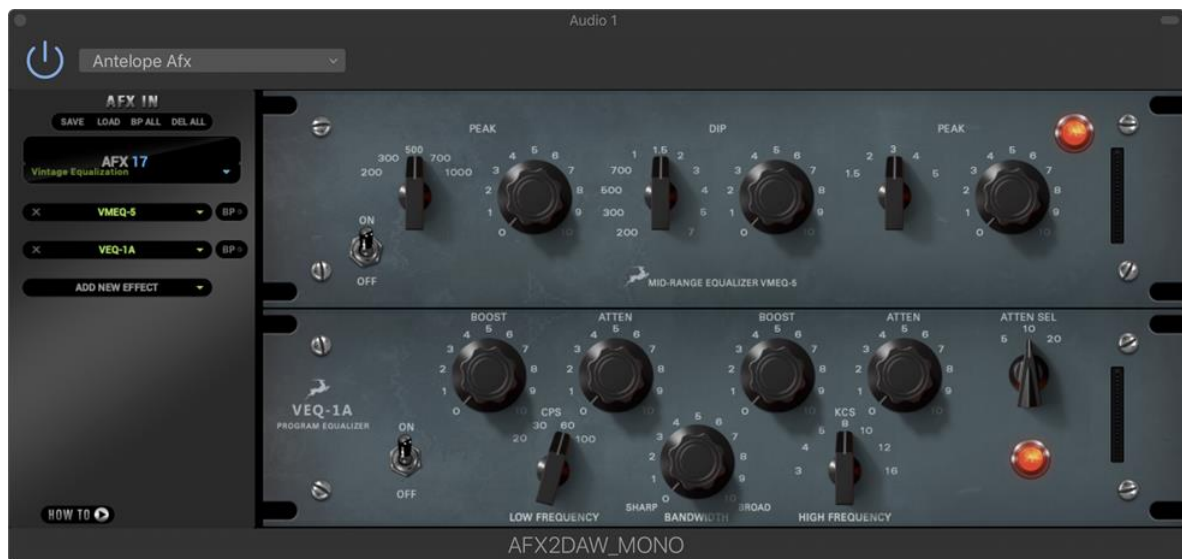 Audio 1
Antelope Afx
AFX IN
SAVE LOAD BP ALL DEL ALL
AFX 17
Vintage Equalization
VMEQ-5 BP
VEQ-1A BP
ADD NEW EFFECT
HOW TO
PEAK DIP PEAK
200 300 500 700 1000
0 1 2 3 4 5 6 7 8 9 10
200 300 500 700 1 1.5 2 3 4 5 7
0 1 2 3 4 5 6 7 8 9 10
1.5 2 3 4 5
0 1 2 3 4 5 6 7 8 9 10
ON
OFF
MID-RANGE EQUALIZER VMEQ-5
BOOST ATTEN BOOST ATTEN ATTEN SEL
0 1 2 3 4 5 6 7 8 9 10
0 1 2 3 4 5 6 7 8 9 10
0 1 2 3 4 5 6 7 8 9 10
0 1 2 3 4 5 6 7 8 9 10
5 10 20
VEQ-1A
PROGRAM EQUALIZER
ON
OFF
CPS
20 30 60 100
LOW FREQUENCY
0 1 2 3 4 5 6 7 8 9 10
SHARP BROAD
BANDWIDTH
KCS
3 4 5 8 10 12 16
HIGH FREQUENCY
AFX2DAW_MONO